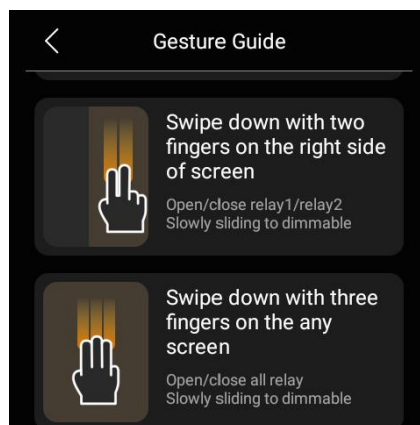 Gesture Guide
Swipe down with two
fingers on the right side
of screen
Open/close relay1/relay2
Slowly sliding to dimmable
Swipe down with three
fingers on the any
screen
Open/close all relay
Slowly sliding to dimmable